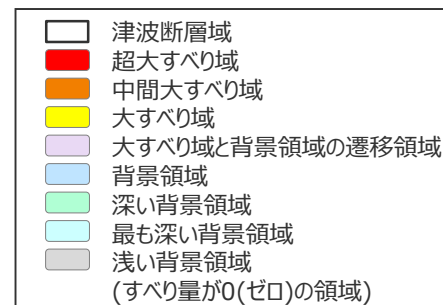 津波断層域
超大すべり域
中間大すべり域
大すべり域
大すべり域と背景領域の遷移領域
背景領域
深い背景領域
最も深い背景領域
浅い背景領域
(すべり量が0(ゼロ)の領域)